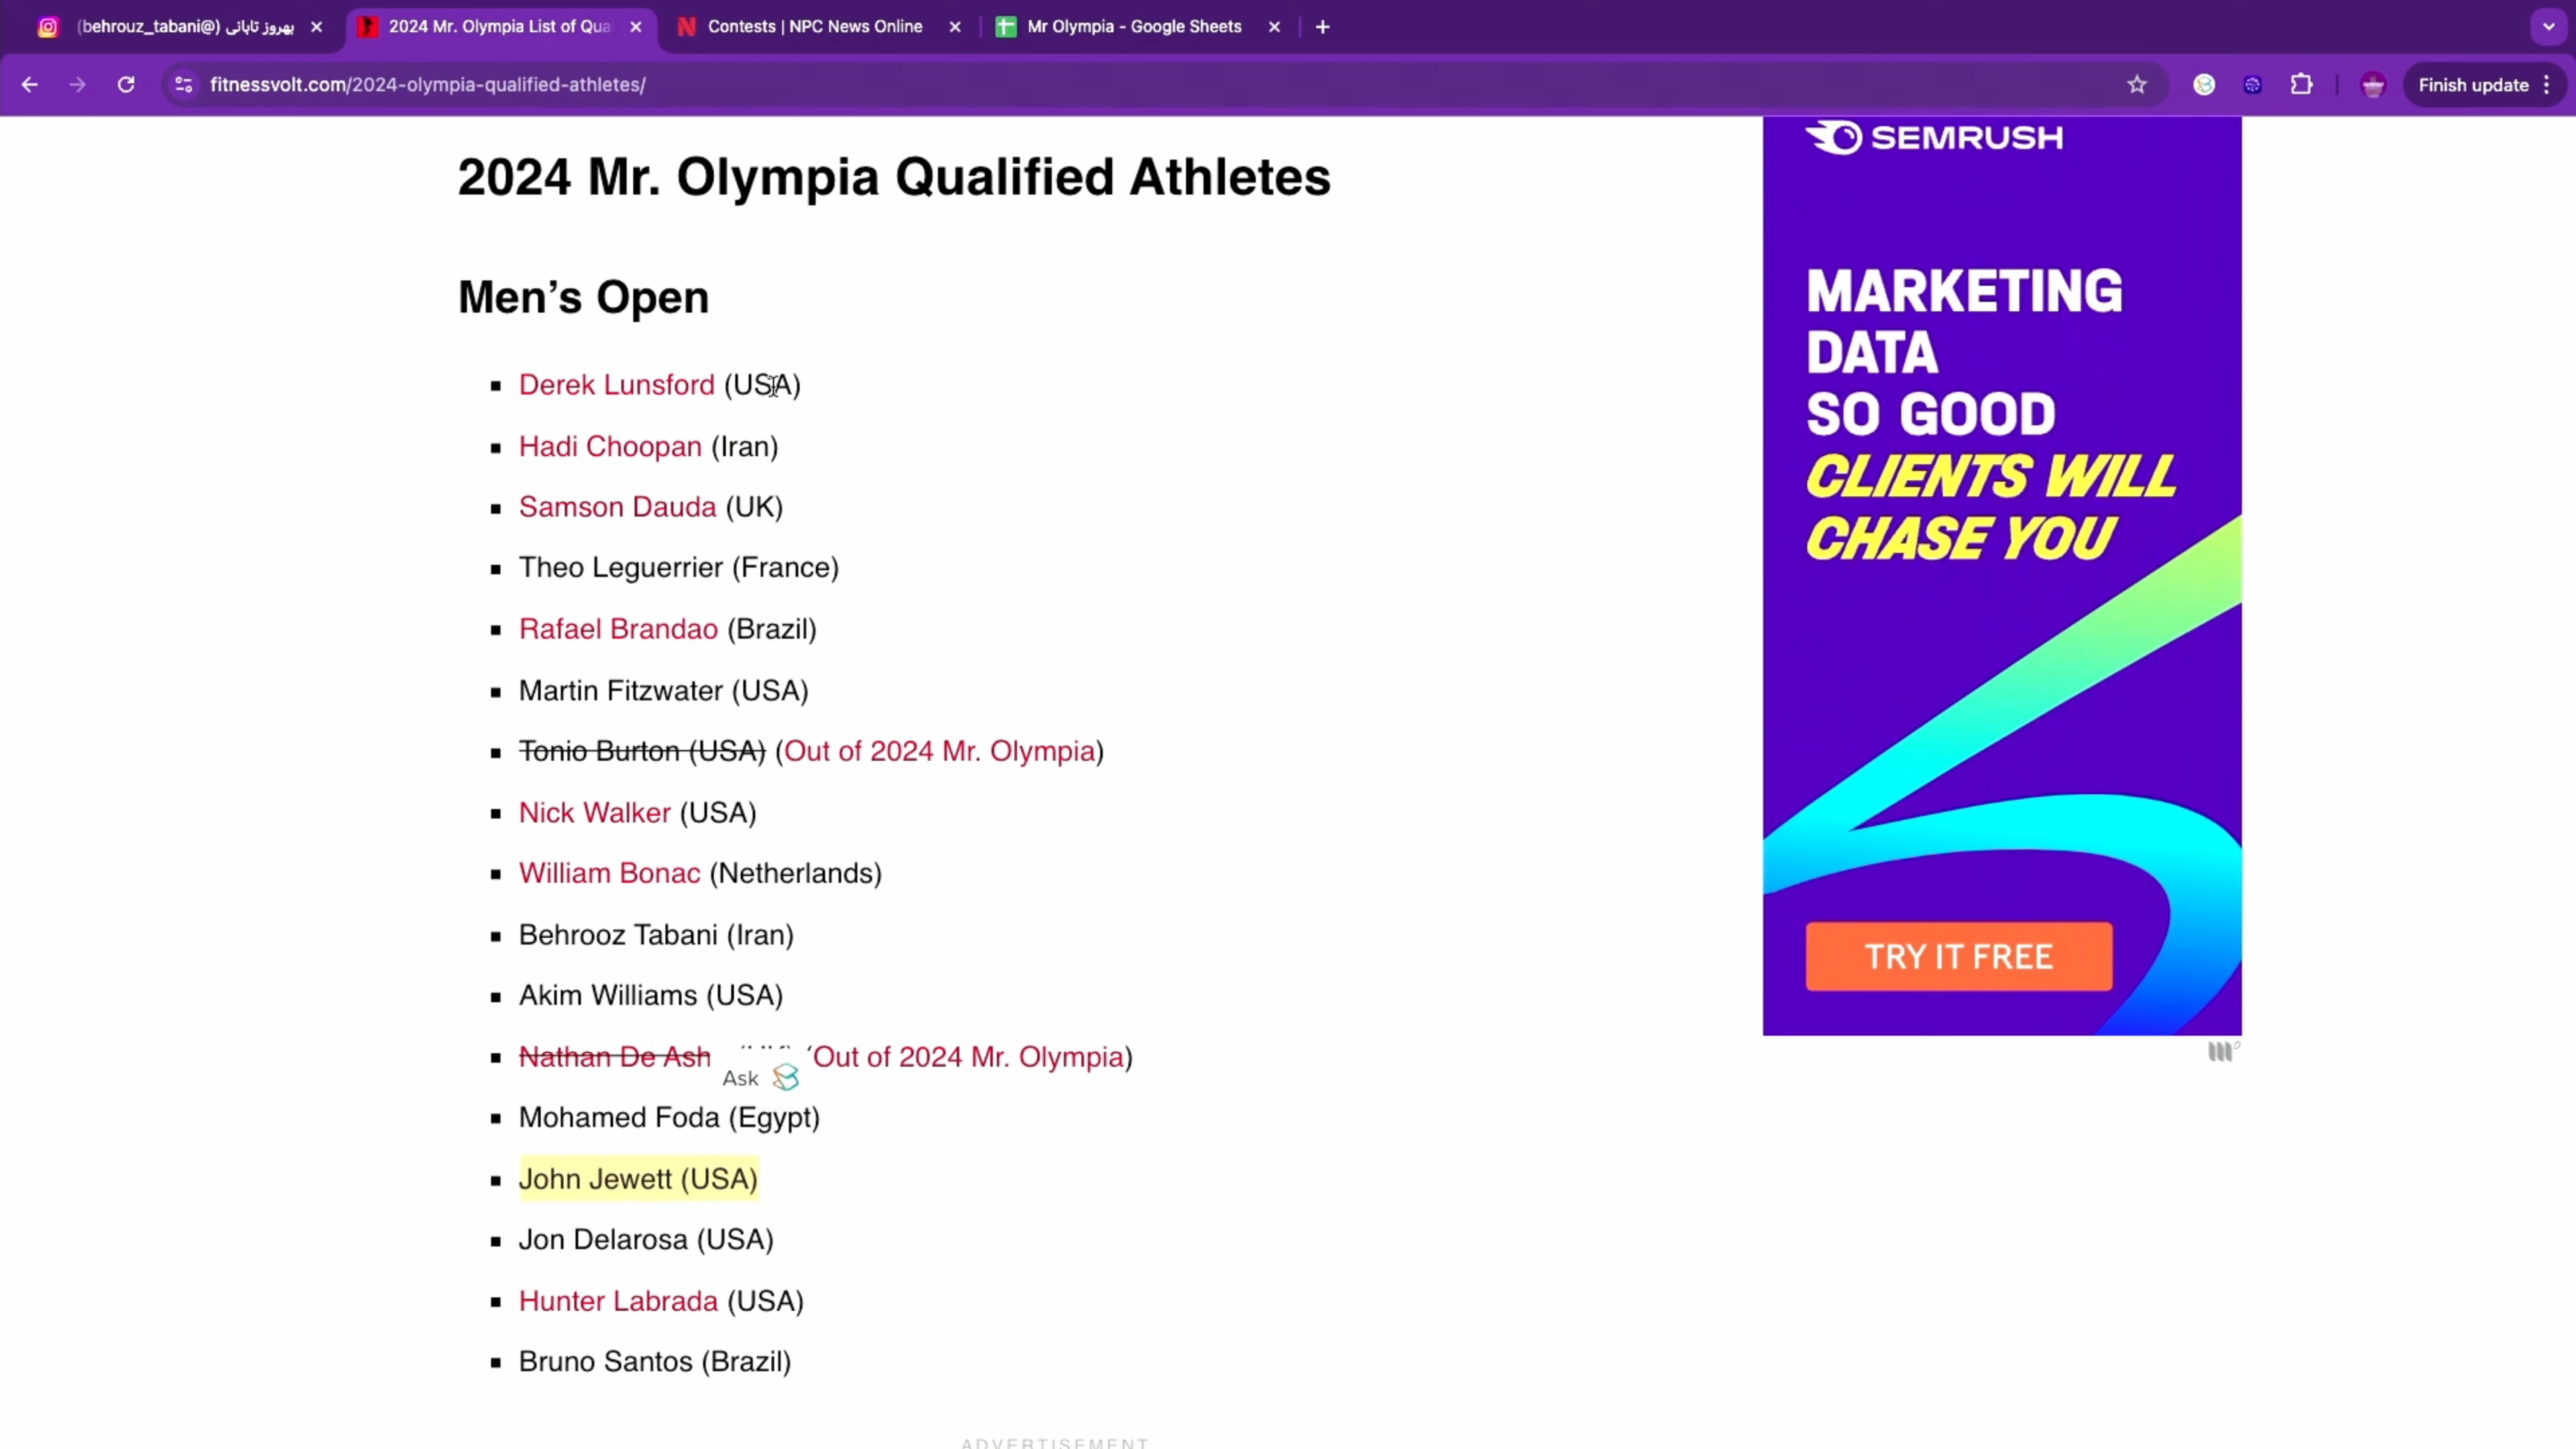 بهروز تابانی (@behrouz_tabani)
2024 Mr. Olympia List of Qua
Contests | NPC News Online
Mr Olympia - Google Sheets
fitnessvolt.com/2024-olympia-qualified-athletes/
Finish update
2024 Mr. Olympia Qualified Athletes
Men’s Open
Derek Lunsford (USA)
Hadi Choopan (Iran)
Samson Dauda (UK)
Theo Leguerrier (France)
Rafael Brandao (Brazil)
Martin Fitzwater (USA)
Tonio Burton (USA) (Out of 2024 Mr. Olympia)
Nick Walker (USA)
William Bonac (Netherlands)
Behrooz Tabani (Iran)
Akim Williams (USA)
Nathan De Ash (Out of 2024 Mr. Olympia)
Ask
Mohamed Foda (Egypt)
John Jewett (USA)
Jon Delarosa (USA)
Hunter Labrada (USA)
Bruno Santos (Brazil)
ADVERTISEMENT
SEMRUSH
MARKETING
DATA
SO GOOD
CLIENTS WILL
CHASE YOU
TRY IT FREE